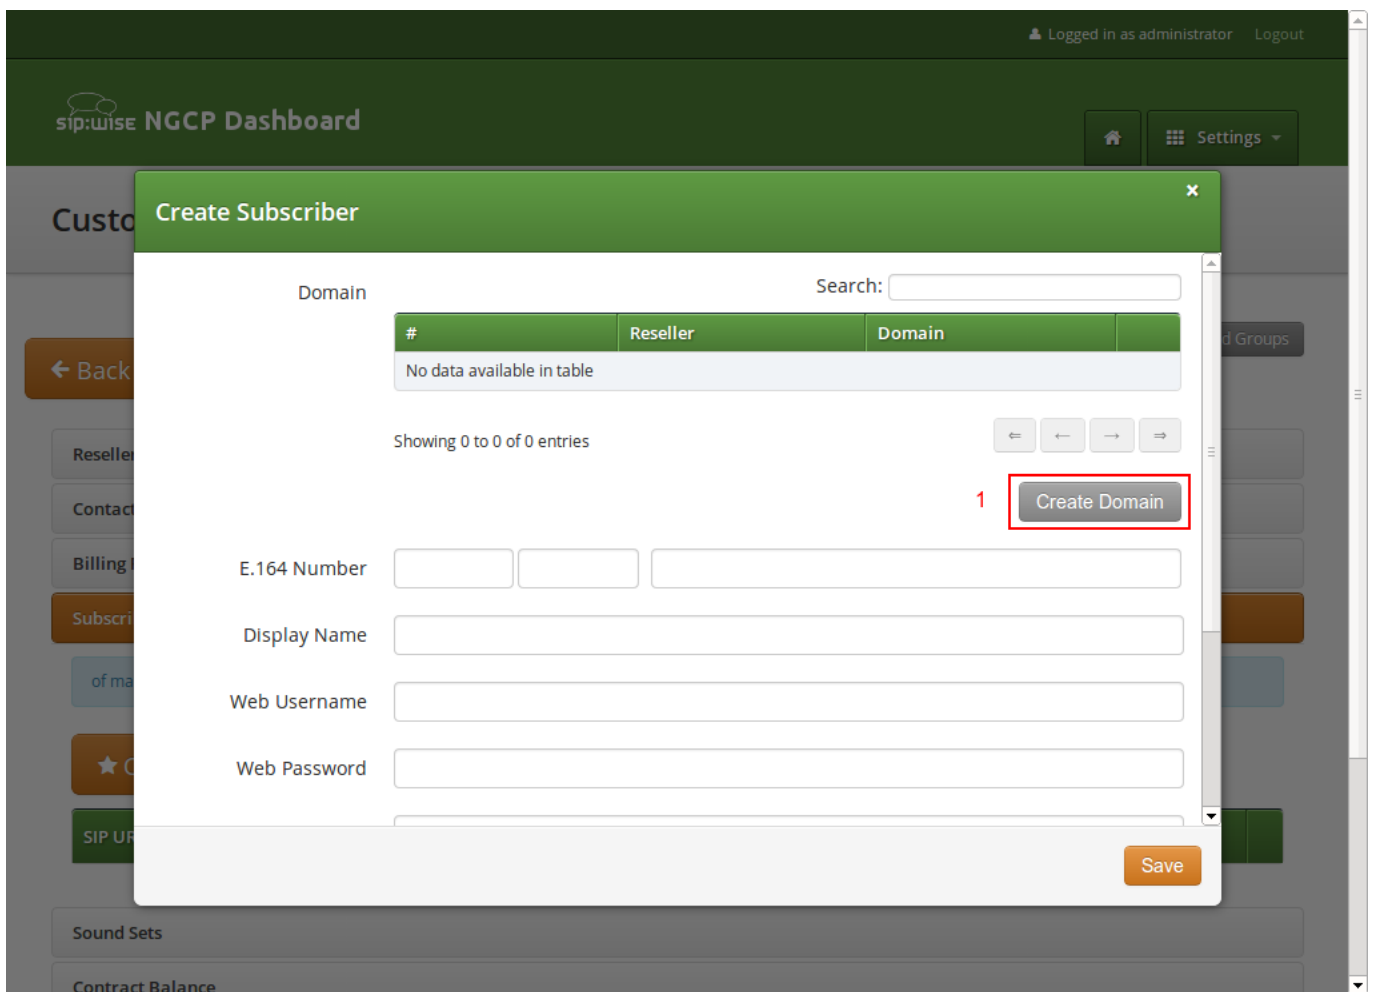 Logged in as administrator Logout
sip:wise NGCP Dashboard
Settings
Custo
Create Subscriber
×
Domain
Search:
# Reseller Domain
No data available in table
d Groups
Back
Showing 0 to 0 of 0 entries
⇐ ← → ⇒
Reseller
1 Create Domain
Contact
Billing
E.164 Number
Subscri
Display Name
of ma
Web Username
Web Password
SIP UR
Save
Sound Sets
Contract Balance